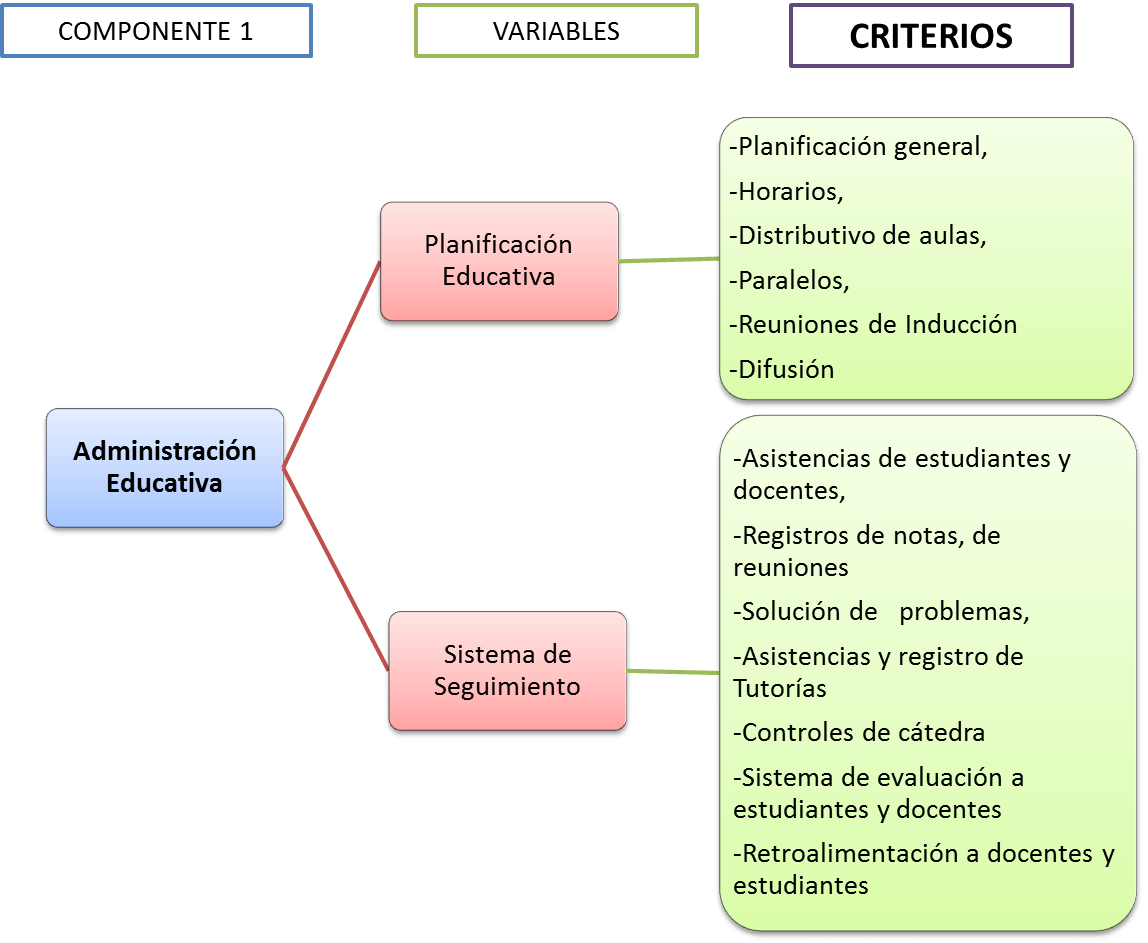 COMPONENTE 1
VARIABLES
CRITERIOS
Administración
Educativa
Planificación
Educativa
-Planificación general,
-Horarios,
-Distributivo de aulas,
-Paralelos,
-Reuniones de Inducción
-Difusión
Sistema de
Seguimiento
-Asistencias de estudiantes y
docentes,
-Registros de notas, de
reuniones
-Solución de   problemas,
-Asistencias y registro de
Tutorías
-Controles de cátedra
-Sistema de evaluación a
estudiantes y docentes
-Retroalimentación a docentes y
estudiantes